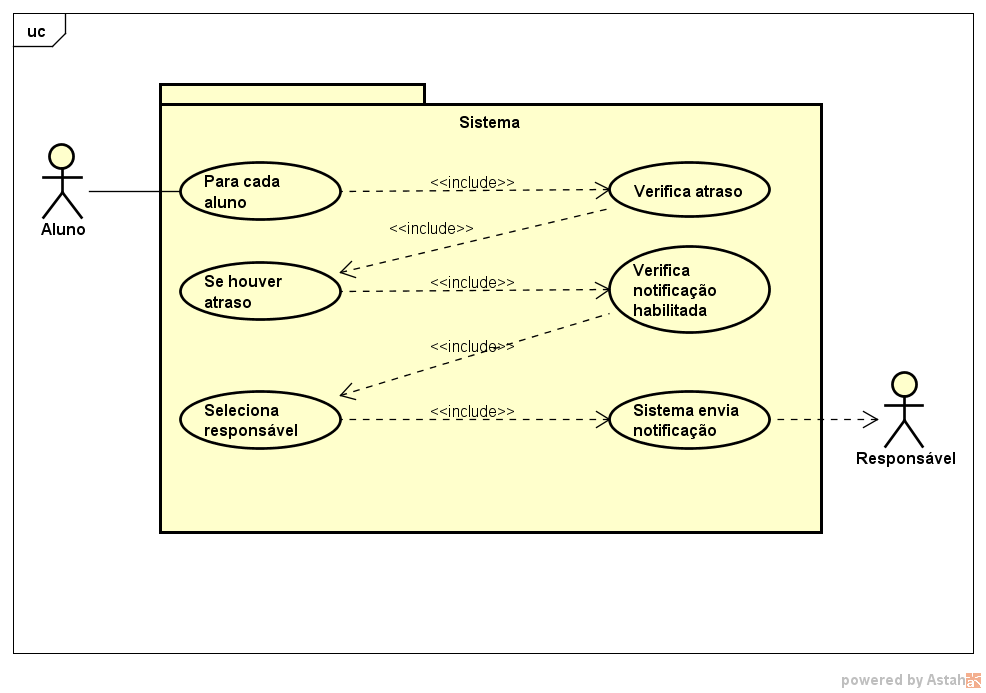 uc
Sistema
Para cada
aluno
<<include>>
Verifica atraso
Aluno
<<include>>
Se houver
atraso
<<include>>
Verifica
notificação
habilitada
<<include>>
Seleciona
responsável
<<include>>
Sistema envia
notificação
Responsável
powered by Astah